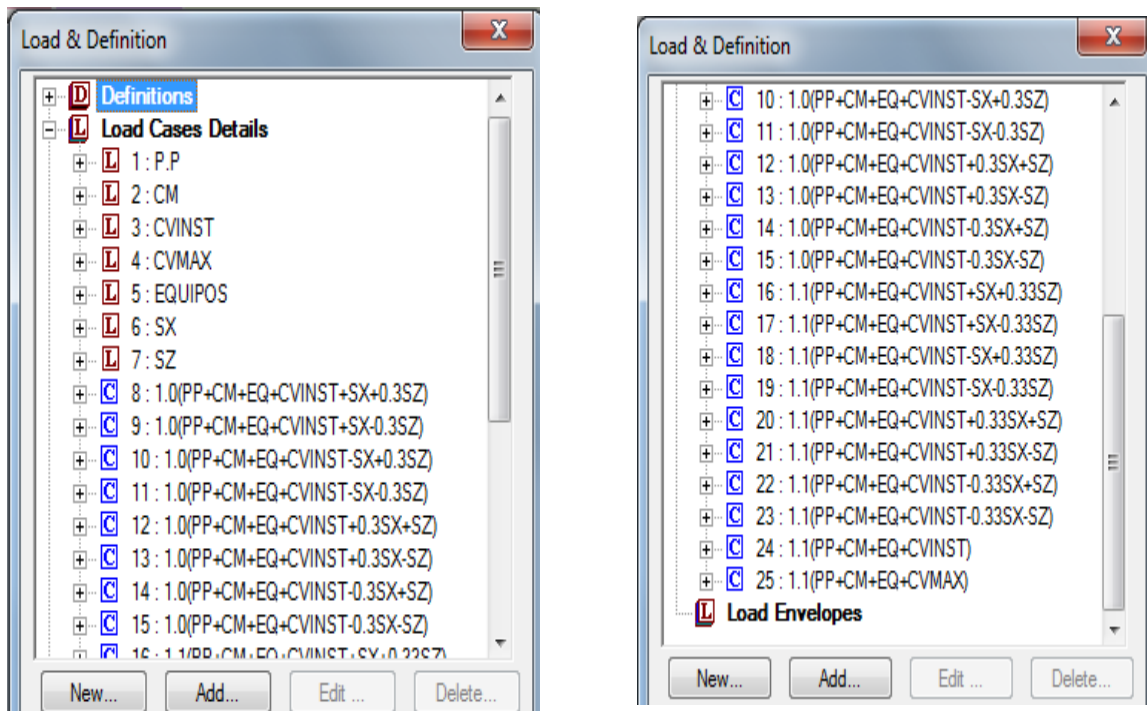 Load & Definition
D Definitions
L Load Cases Details
L 1 : P.P
L 2 : CM
L 3 : CVINST
L 4 : CVMAX
L 5 : EQUIPOS
L 6 : SX
L 7 : SZ
C 8 : 1.0(PP+CM+EQ+CVINST+SX+0.3SZ)
C 9 : 1.0(PP+CM+EQ+CVINST+SX-0.3SZ)
C 10 : 1.0(PP+CM+EQ+CVINST-SX+0.3SZ)
C 11 : 1.0(PP+CM+EQ+CVINST-SX-0.3SZ)
C 12 : 1.0(PP+CM+EQ+CVINST+0.3SX+SZ)
C 13 : 1.0(PP+CM+EQ+CVINST+0.3SX-SZ)
C 14 : 1.0(PP+CM+EQ+CVINST-0.3SX+SZ)
C 15 : 1.0(PP+CM+EQ+CVINST-0.3SX-SZ)
C 16 : 1.1(PP+CM+EQ+CVINST+SX+0.33SZ)
New... Add... Edit ... Delete...
Load & Definition
C 10 : 1.0(PP+CM+EQ+CVINST-SX+0.3SZ)
C 11 : 1.0(PP+CM+EQ+CVINST-SX-0.3SZ)
C 12 : 1.0(PP+CM+EQ+CVINST+0.3SX+SZ)
C 13 : 1.0(PP+CM+EQ+CVINST+0.3SX-SZ)
C 14 : 1.0(PP+CM+EQ+CVINST-0.3SX+SZ)
C 15 : 1.0(PP+CM+EQ+CVINST-0.3SX-SZ)
C 16 : 1.1(PP+CM+EQ+CVINST+SX+0.33SZ)
C 17 : 1.1(PP+CM+EQ+CVINST+SX-0.33SZ)
C 18 : 1.1(PP+CM+EQ+CVINST-SX+0.33SZ)
C 19 : 1.1(PP+CM+EQ+CVINST-SX-0.33SZ)
C 20 : 1.1(PP+CM+EQ+CVINST+0.33SX+SZ)
C 21 : 1.1(PP+CM+EQ+CVINST+0.33SX-SZ)
C 22 : 1.1(PP+CM+EQ+CVINST-0.33SX+SZ)
C 23 : 1.1(PP+CM+EQ+CVINST-0.33SX-SZ)
C 24 : 1.1(PP+CM+EQ+CVINST)
C 25 : 1.1(PP+CM+EQ+CVMAX)
L Load Envelopes
New... Add... Edit ... Delete...